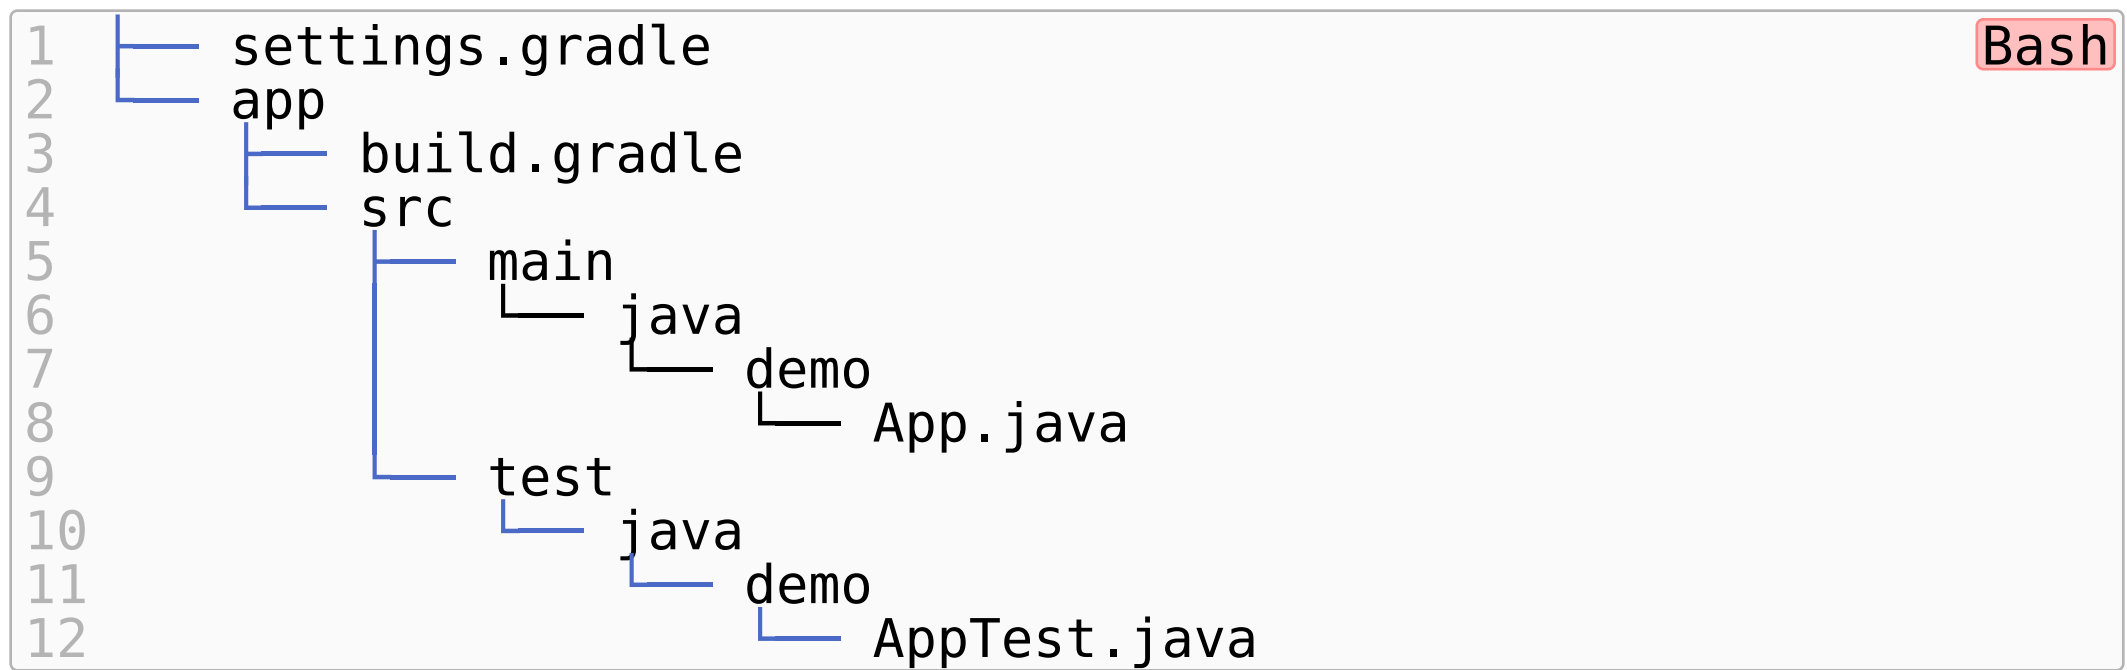 1 ├── settings.gradle Bash
2 └── app
3     ├── build.gradle
4     └── src
5         ├── main
6         │   └── java
7         │       └── demo
8         │           └── App.java
9         └── test
10             └── java
11                 └── demo
12                     └── AppTest.java